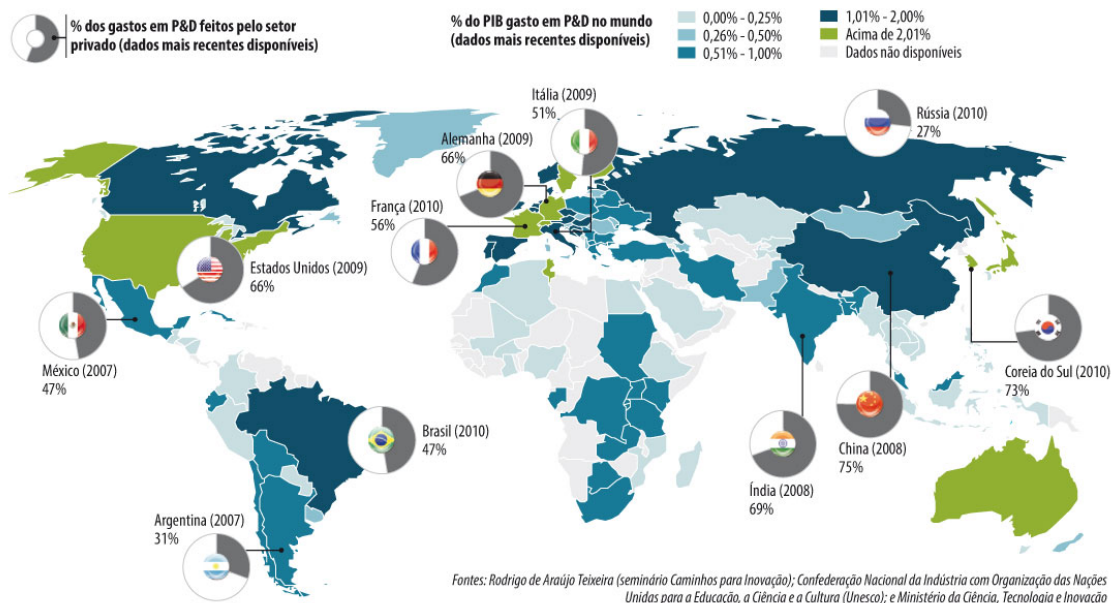 % dos gastos em P&D feitos pelo setor
privado (dados mais recentes disponíveis)
% do PIB gasto em P&D no mundo
(dados mais recentes disponíveis)
0,00% - 0,25%
0,26% - 0,50%
0,51% - 1,00%
1,01% - 2,00%
Acima de 2,01%
Dados não disponíveis
Itália (2009)
51%
Rússia (2010)
27%
Alemanha (2009)
66%
França (2010)
56%
Estados Unidos (2009)
66%
México (2007)
47%
Coreia do Sul (2010)
73%
Brasil (2010)
47%
China (2008)
75%
Índia (2008)
69%
Argentina (2007)
31%
Fontes: Rodrigo de Araújo Teixeira (seminário Caminhos para Inovação); Confederação Nacional da Indústria com Organização das Nações
Unidas para a Educação, a Ciência e a Cultura (Unesco); e Ministério da Ciência, Tecnologia e Inovação